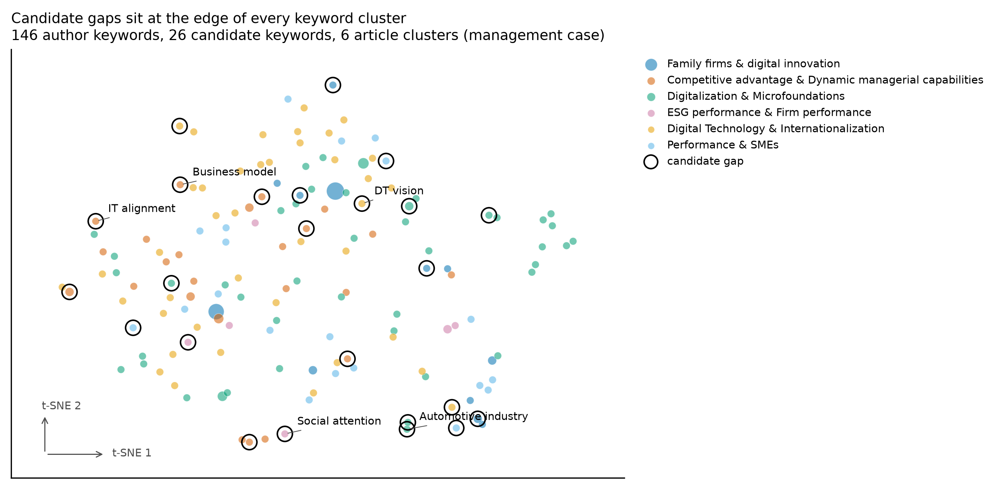 Candidate gaps sit at the edge of every keyword cluster
146 author keywords, 26 candidate keywords, 6 article clusters (management case)
Family firms & digital innovation
Competitive advantage & Dynamic managerial capabilities
Digitalization & Microfoundations
ESG performance & Firm performance
Digital Technology & Internationalization
Performance & SMEs
candidate gap
Business model
DT vision
IT alignment
t-SNE 2
Social attention
Automotive industry
t-SNE 1